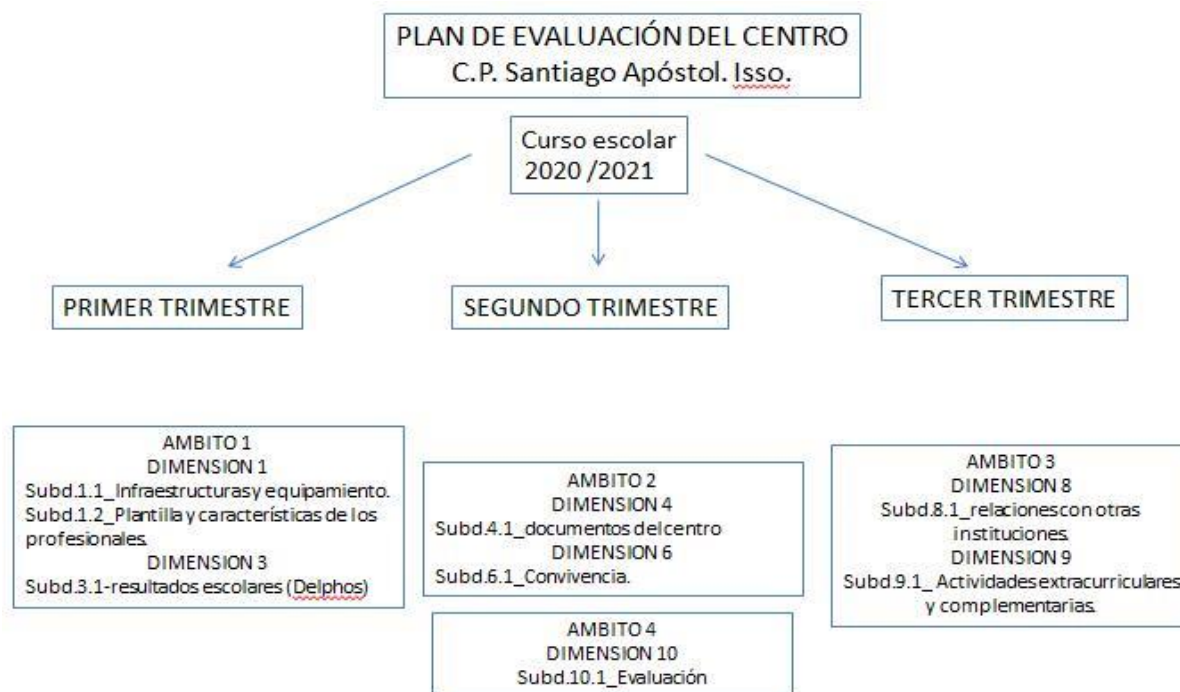 PLAN DE EVALUACIÓN DEL CENTRO
C.P. Santiago Apóstol. Isso.
Curso escolar
2020 /2021
PRIMER TRIMESTRE
SEGUNDO TRIMESTRE
TERCER TRIMESTRE
AMBITO 1
DIMENSION 1
Subd.1.1_Infraestructuras y equipamiento.
Subd.1.2_Plantilla y características de los
profesionales.
DIMENSION 3
Subd.3.1-resultados escolares (Delphos)
AMBITO 2
DIMENSION 4
Subd.4.1_documentos del centro
DIMENSION 6
Subd.6.1_Convivencia.
AMBITO 4
DIMENSION 10
Subd.10.1_Evaluación
AMBITO 3
DIMENSION 8
Subd.8.1_relaciones con otras
instituciones.
DIMENSION 9
Subd.9.1_ Actividades extracurriculares
y complementarias.